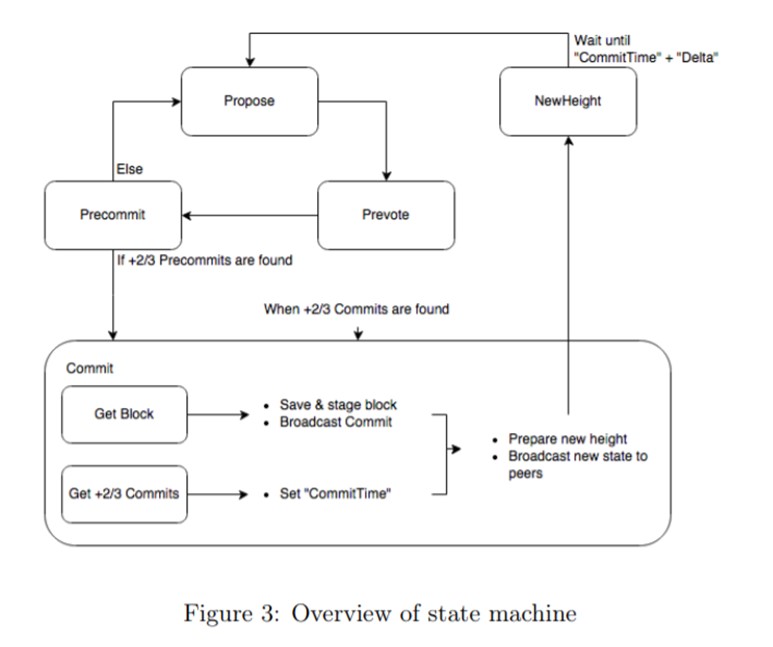 Wait until
"CommitTime" + "Delta"
Propose
NewHeight
Else
Precommit
Prevote
If +2/3 Precommits are found
When +2/3 Commits are found
Commit
Get Block
• Save & stage block
• Broadcast Commit
• Prepare new height
• Broadcast new state to
peers
Get +2/3 Commits
• Set "CommitTime"
Figure 3: Overview of state machine